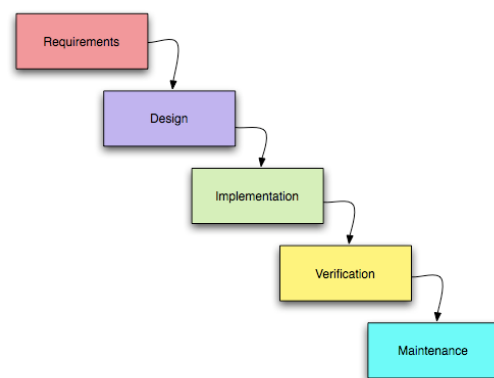 Requirements
Design
Implementation
Verification
Maintenance